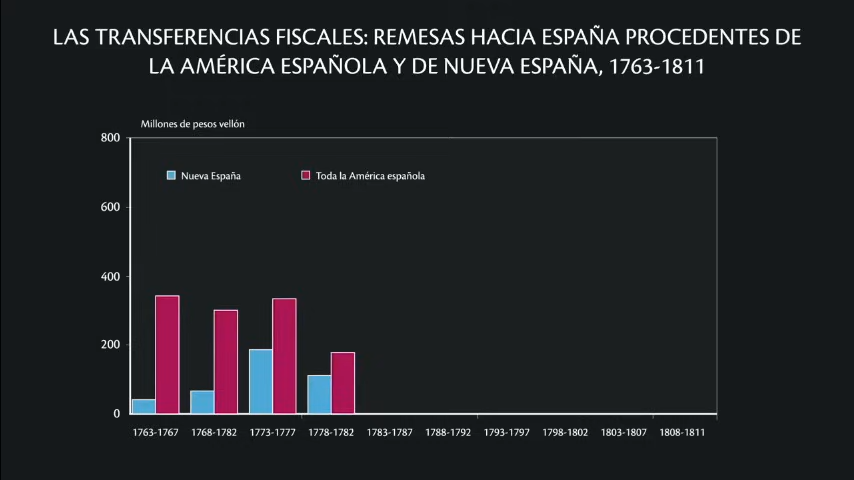 LAS TRANSFERENCIAS FISCALES: REMESAS HACIA ESPAÑA PROCEDENTES DE
LA AMÉRICA ESPAÑOLA Y DE NUEVA ESPAÑA, 1763-1811
Millones de pesos vellón
800
Nueva España
Toda la América española
600
400
200
0
1763-1767 1768-1782 1773-1777 1778-1782 1783-1787 1788-1792 1793-1797 1798-1802 1803-1807 1808-1811